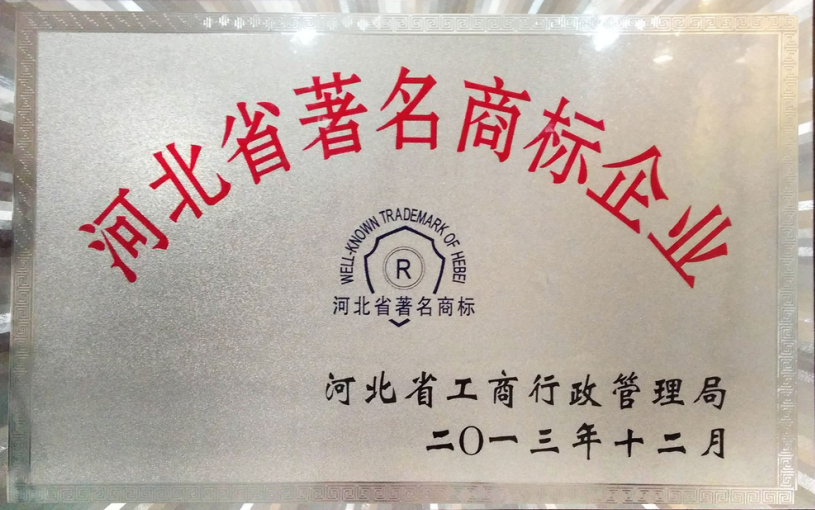 河北省著名商标企业
WELL-KNOWN TRADEMARK OF HEBEI
R
河北省著名商标
河北省工商行政管理局
二〇一三年十二月